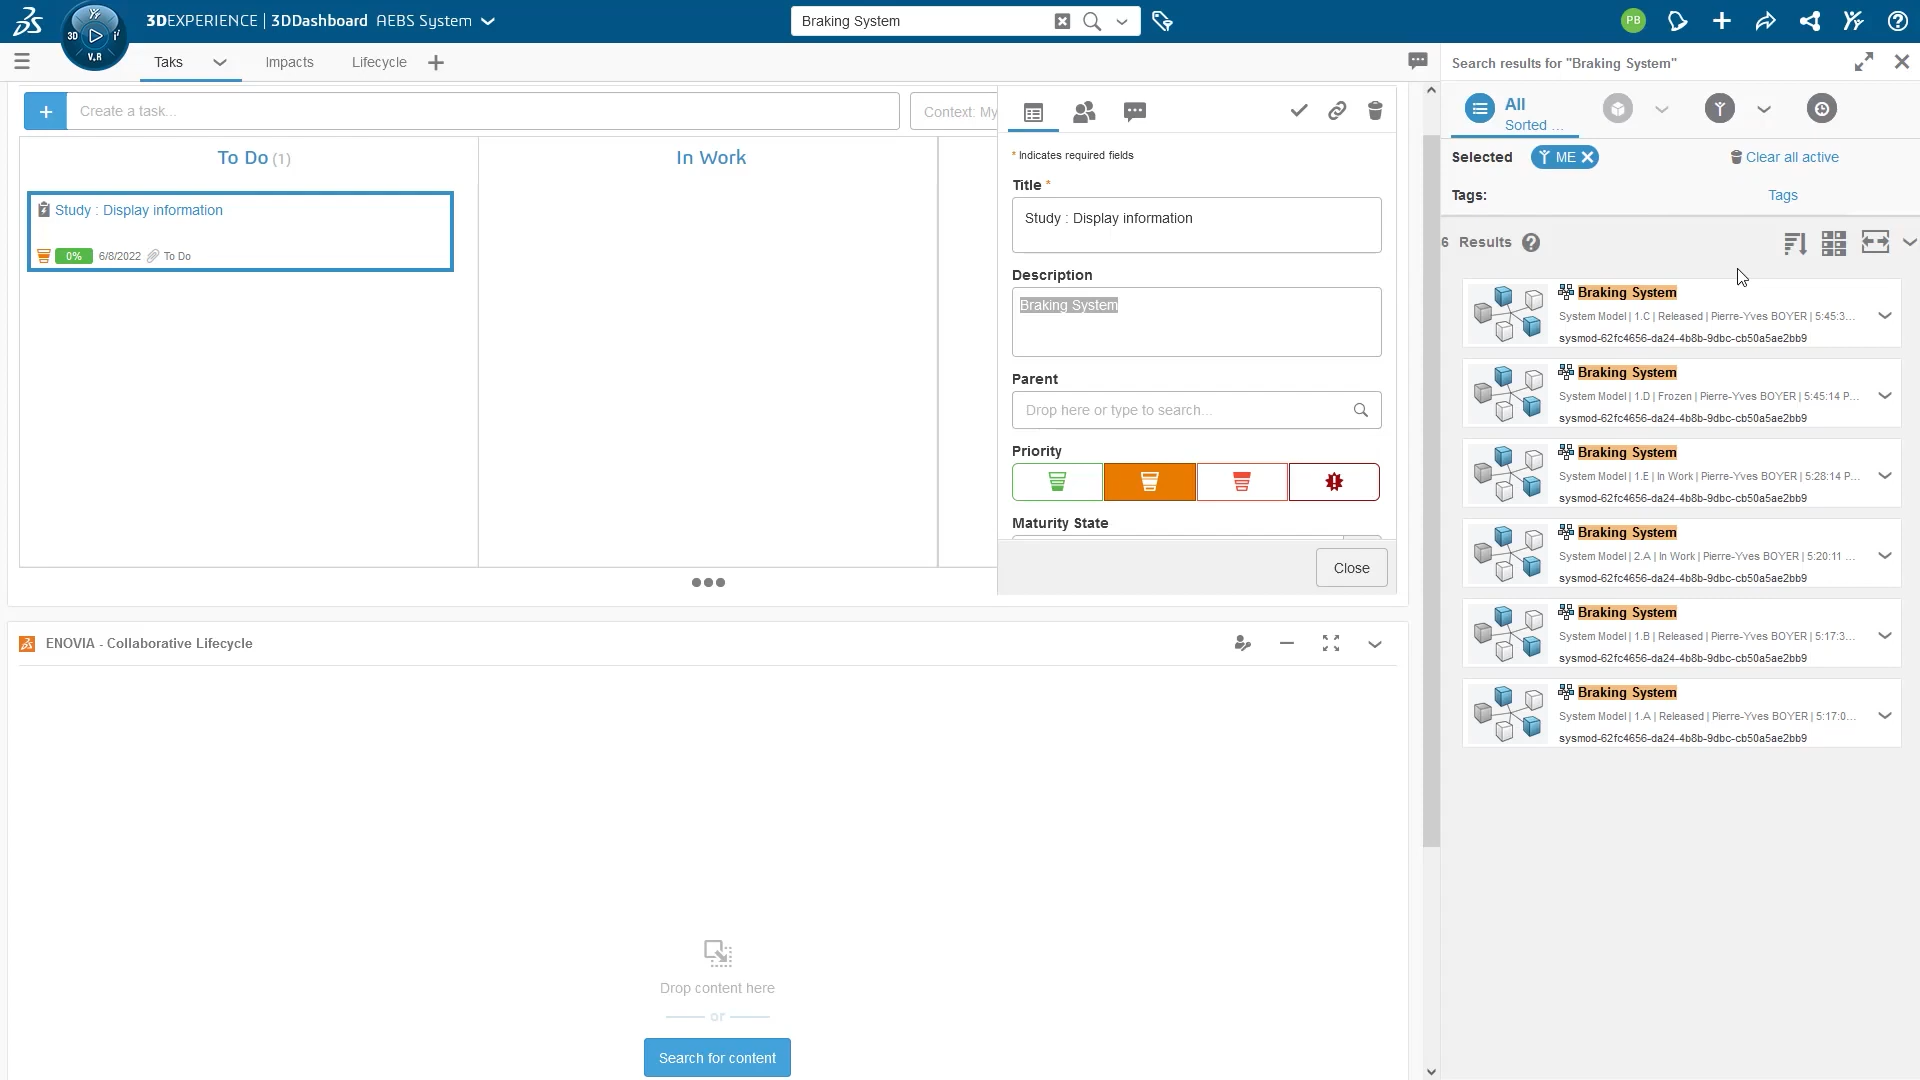 3DEXPERIENCE | 3DDashboard AEBS System
3D
V.R
Braking System
PB
Taks
Impacts
Lifecycle
Create a task...
Context: My
To Do (1)
In Work
Study : Display information
0%
6/8/2022
To Do
* Indicates required fields
Title *
Study : Display information
Description
Braking System
Parent
Drop here or type to search...
Priority
Maturity State
Close
ENOVIA - Collaborative Lifecycle
Drop content here
or
Search for content
Search results for "Braking System"
All
Sorted ...
Selected
ME
Clear all active
Tags:
Tags
6 Results
Braking System
System Model | 1.C | Released | Pierre-Yves BOYER | 5:45:3...
sysmod-62fc4656-da24-4b8b-9dbc-cb50a5ae2bb9
Braking System
System Model | 1.D | Frozen | Pierre-Yves BOYER | 5:45:14 P...
sysmod-62fc4656-da24-4b8b-9dbc-cb50a5ae2bb9
Braking System
System Model | 1.E | In Work | Pierre-Yves BOYER | 5:28:14 P...
sysmod-62fc4656-da24-4b8b-9dbc-cb50a5ae2bb9
Braking System
System Model | 2.A | In Work | Pierre-Yves BOYER | 5:20:11 ...
sysmod-62fc4656-da24-4b8b-9dbc-cb50a5ae2bb9
Braking System
System Model | 1.B | Released | Pierre-Yves BOYER | 5:17:3...
sysmod-62fc4656-da24-4b8b-9dbc-cb50a5ae2bb9
Braking System
System Model | 1.A | Released | Pierre-Yves BOYER | 5:17:0...
sysmod-62fc4656-da24-4b8b-9dbc-cb50a5ae2bb9